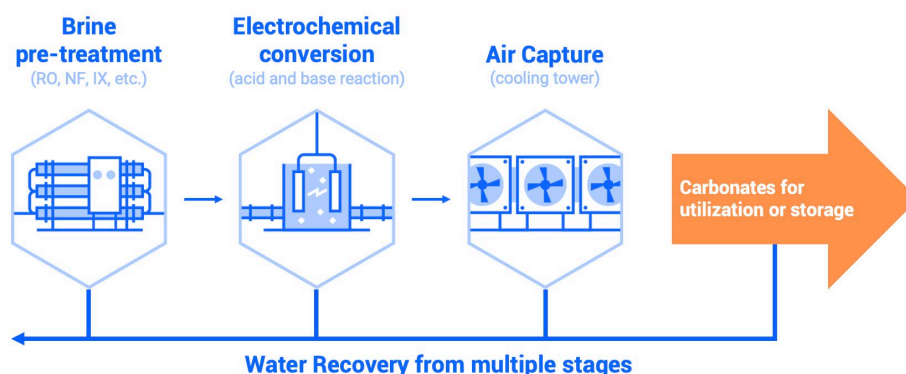 Brine
pre-treatment
(RO, NF, IX, etc.)
Electrochemical
conversion
(acid and base reaction)
Air Capture
(cooling tower)
Carbonates for
utilization or storage
Water Recovery from multiple stages